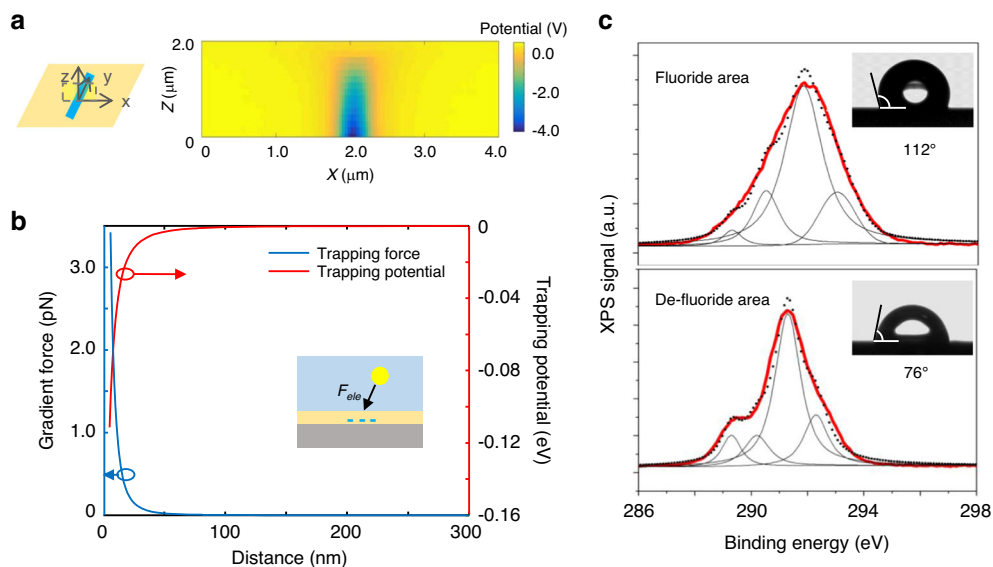 a
z
y
r
x
Potential (V)
2.0
Z (µm)
0
0.0
-2.0
-4.0
0 1.0 2.0 3.0 4.0
X (µm)
b
3.0
2.0
1.0
0
Gradient force (pN)
Trapping force
Trapping potential
F_ele
0
-0.04
-0.08
-0.12
-0.16
Trapping potential (eV)
0 100 200 300
Distance (nm)
c
XPS signal (a.u.)
Fluoride area
112°
De-fluoride area
76°
286 290 294 298
Binding energy (eV)